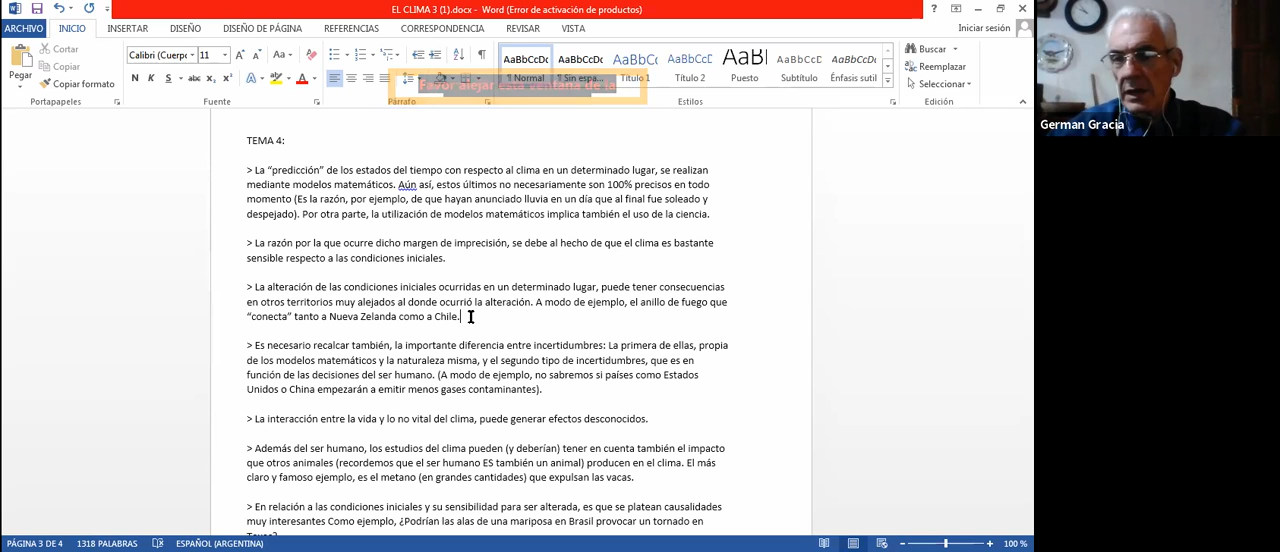 EL CLIMA 3 (1).docx - Word (Error de activación de productos)
ARCHIVO INICIO INSERTAR DISEÑO DISEÑO DE PÁGINA REFERENCIAS CORRESPONDENCIA REVISAR VISTA Iniciar sesión
Pegar
Cortar
Copiar
Copiar formato
Portapapeles
Calibri (Cuerpo 11
Fuente
Párrafo
Favor alejar esta ventana de la
AaBbCcDc AaBbCcDc AaBbCc AaBbCcD AaBl AaBbCcD AaBbCcDc
¶ Normal ¶ Sin espa... Título 1 Título 2 Puesto Subtítulo Énfasis sutil
Estilos
Buscar
Reemplazar
Seleccionar
Edición
German Gracia
TEMA 4:
> La “predicción” de los estados del tiempo con respecto al clima en un determinado lugar, se realizan
mediante modelos matemáticos. Aún así, estos últimos no necesariamente son 100% precisos en todo
momento (Es la razón, por ejemplo, de que hayan anunciado lluvia en un día que al final fue soleado y
despejado). Por otra parte, la utilización de modelos matemáticos implica también el uso de la ciencia.
> La razón por la que ocurre dicho margen de imprecisión, se debe al hecho de que el clima es bastante
sensible respecto a las condiciones iniciales.
> La alteración de las condiciones iniciales ocurridas en un determinado lugar, puede tener consecuencias
en otros territorios muy alejados al donde ocurrió la alteración. A modo de ejemplo, el anillo de fuego que
“conecta” tanto a Nueva Zelanda como a Chile.
> Es necesario recalcar también, la importante diferencia entre incertidumbres: La primera de ellas, propia
de los modelos matemáticos y la naturaleza misma, y el segundo tipo de incertidumbres, que es en
función de las decisiones del ser humano. (A modo de ejemplo, no sabremos si países como Estados
Unidos o China empezarán a emitir menos gases contaminantes).
> La interacción entre la vida y lo no vital del clima, puede generar efectos desconocidos.
> Además del ser humano, los estudios del clima pueden (y deberían) tener en cuenta también el impacto
que otros animales (recordemos que el ser humano ES también un animal) producen en el clima. El más
claro y famoso ejemplo, es el metano (en grandes cantidades) que expulsan las vacas.
> En relación a las condiciones iniciales y su sensibilidad para ser alterada, es que se platean causalidades
muy interesantes Como ejemplo, ¿Podrían las alas de una mariposa en Brasil provocar un tornado en
PÁGINA 3 DE 4 1318 PALABRAS ESPAÑOL (ARGENTINA) 100 %